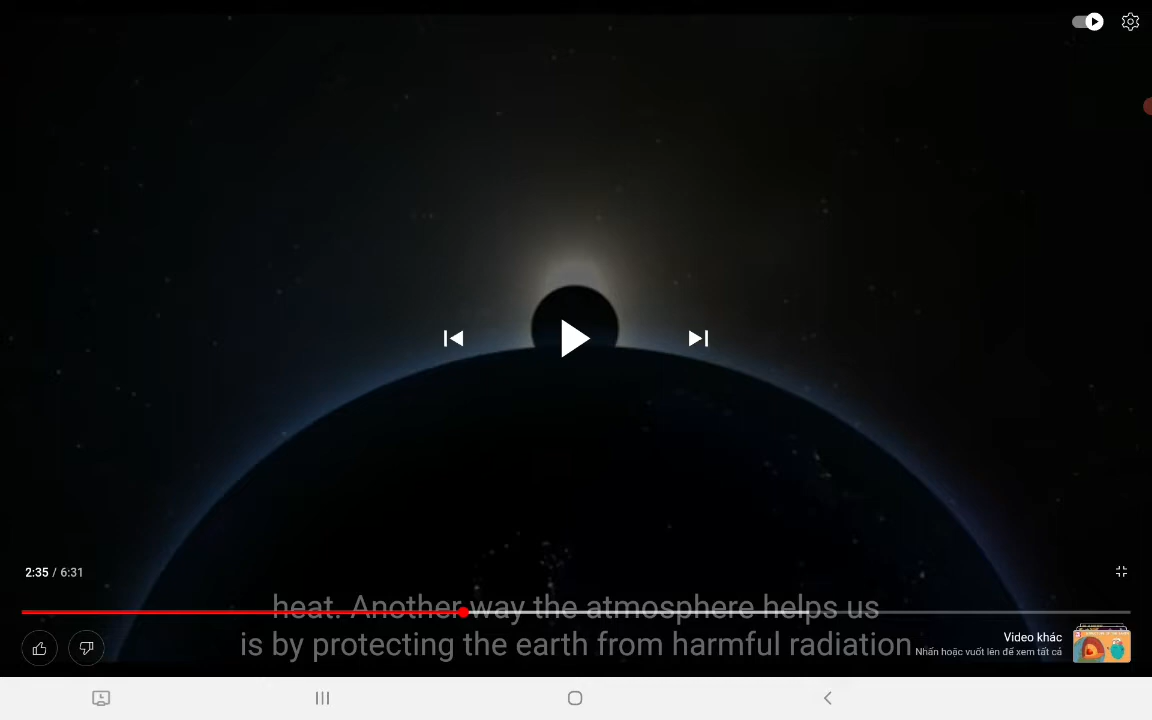 2:35 / 6:31
heat. Another way the atmosphere helps us
is by protecting the earth from harmful radiation
Video khác
Nhấn hoặc vuốt lên để xem tất cả